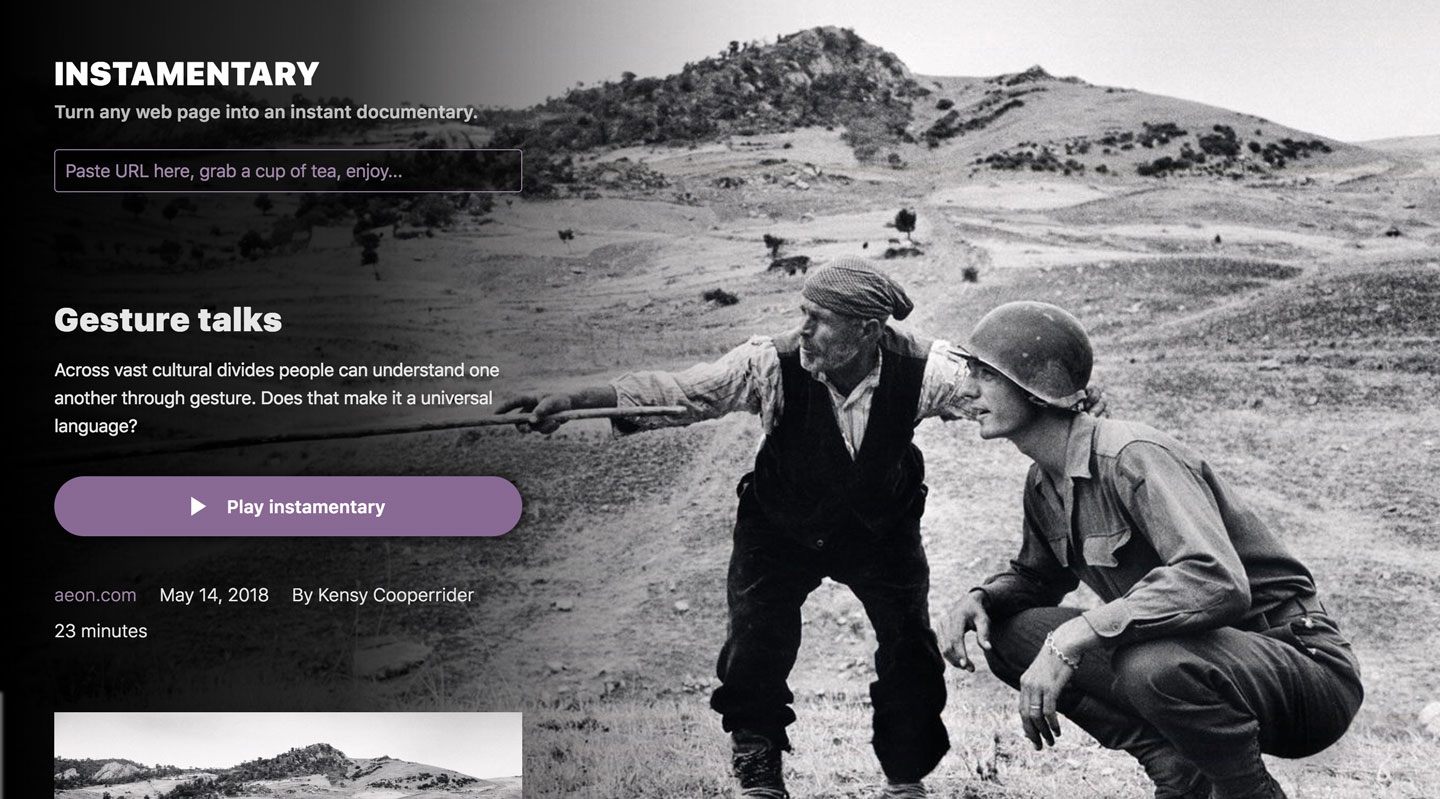 INSTAMENTARY
Turn any web page into an instant documentary.
Paste URL here, grab a cup of tea, enjoy...
Gesture talks
Across vast cultural divides people can understand one
another through gesture. Does that make it a universal
language?
Play instamentary
aeon.com May 14, 2018 By Kensy Cooperrider
23 minutes